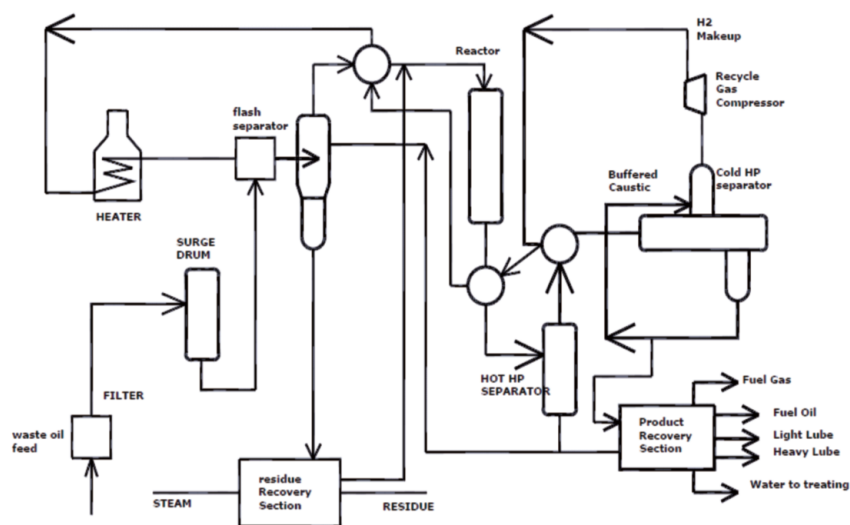 H2
Makeup
Reactor
Recycle
Gas
Compressor
flash
separator
Buffered
Caustic
Cold HP
separator
HEATER
SURGE
DRUM
HOT HP
SEPARATOR
FILTER
waste oil
feed
Fuel Gas
Product
Recovery
Section
Fuel Oil
Light Lube
Heavy Lube
Water to treating
residue
Recovery
Section
STEAM
RESIDUE